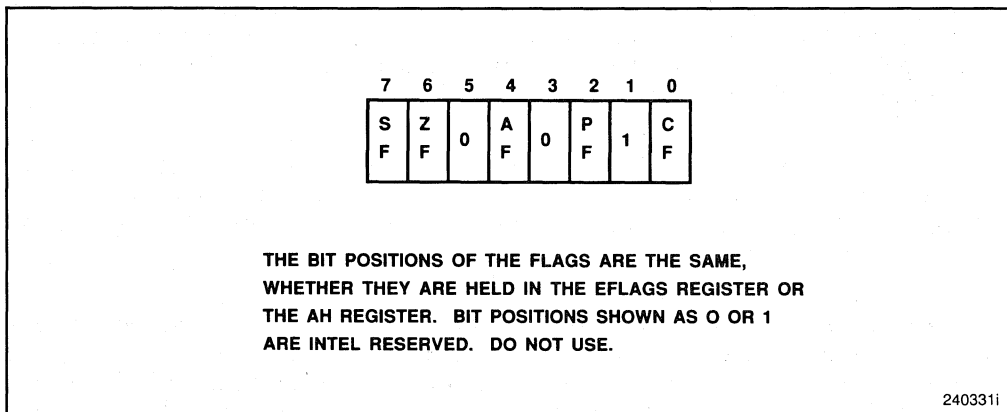 7 6 5 4 3 2 1 0
S Z 0 A 0 P 1 C
F F F F F
THE BIT POSITIONS OF THE FLAGS ARE THE SAME,
WHETHER THEY ARE HELD IN THE EFLAGS REGISTER OR
THE AH REGISTER. BIT POSITIONS SHOWN AS O OR 1
ARE INTEL RESERVED. DO NOT USE.
240331i